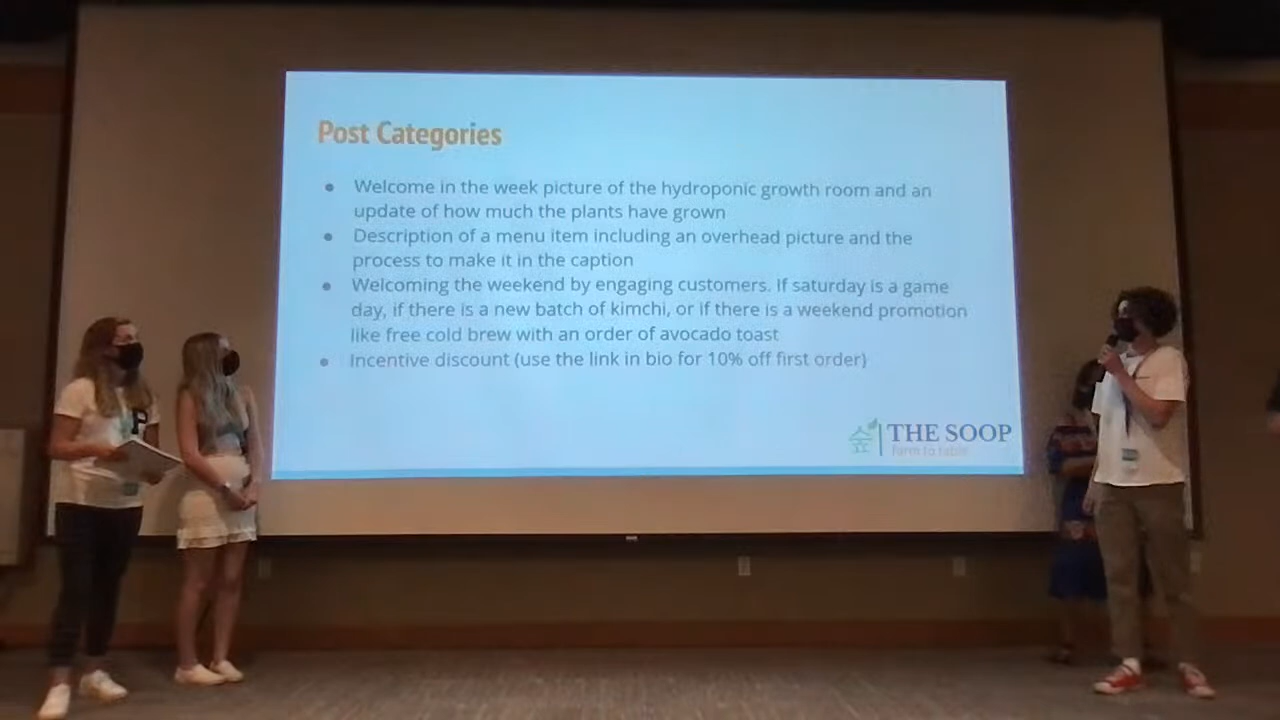 Post Categories
Welcome in the week picture of the hydroponic growth room and an
update of how much the plants have grown
Description of a menu item including an overhead picture and the
process to make it in the caption
Welcoming the weekend by engaging customers. If saturday is a game
day, if there is a new batch of kimchi, or if there is a weekend promotion
like free cold brew with an order of avocado toast
Incentive discount (use the link in bio for 10% off first order)
숲
THE SOOP
farm to table
P